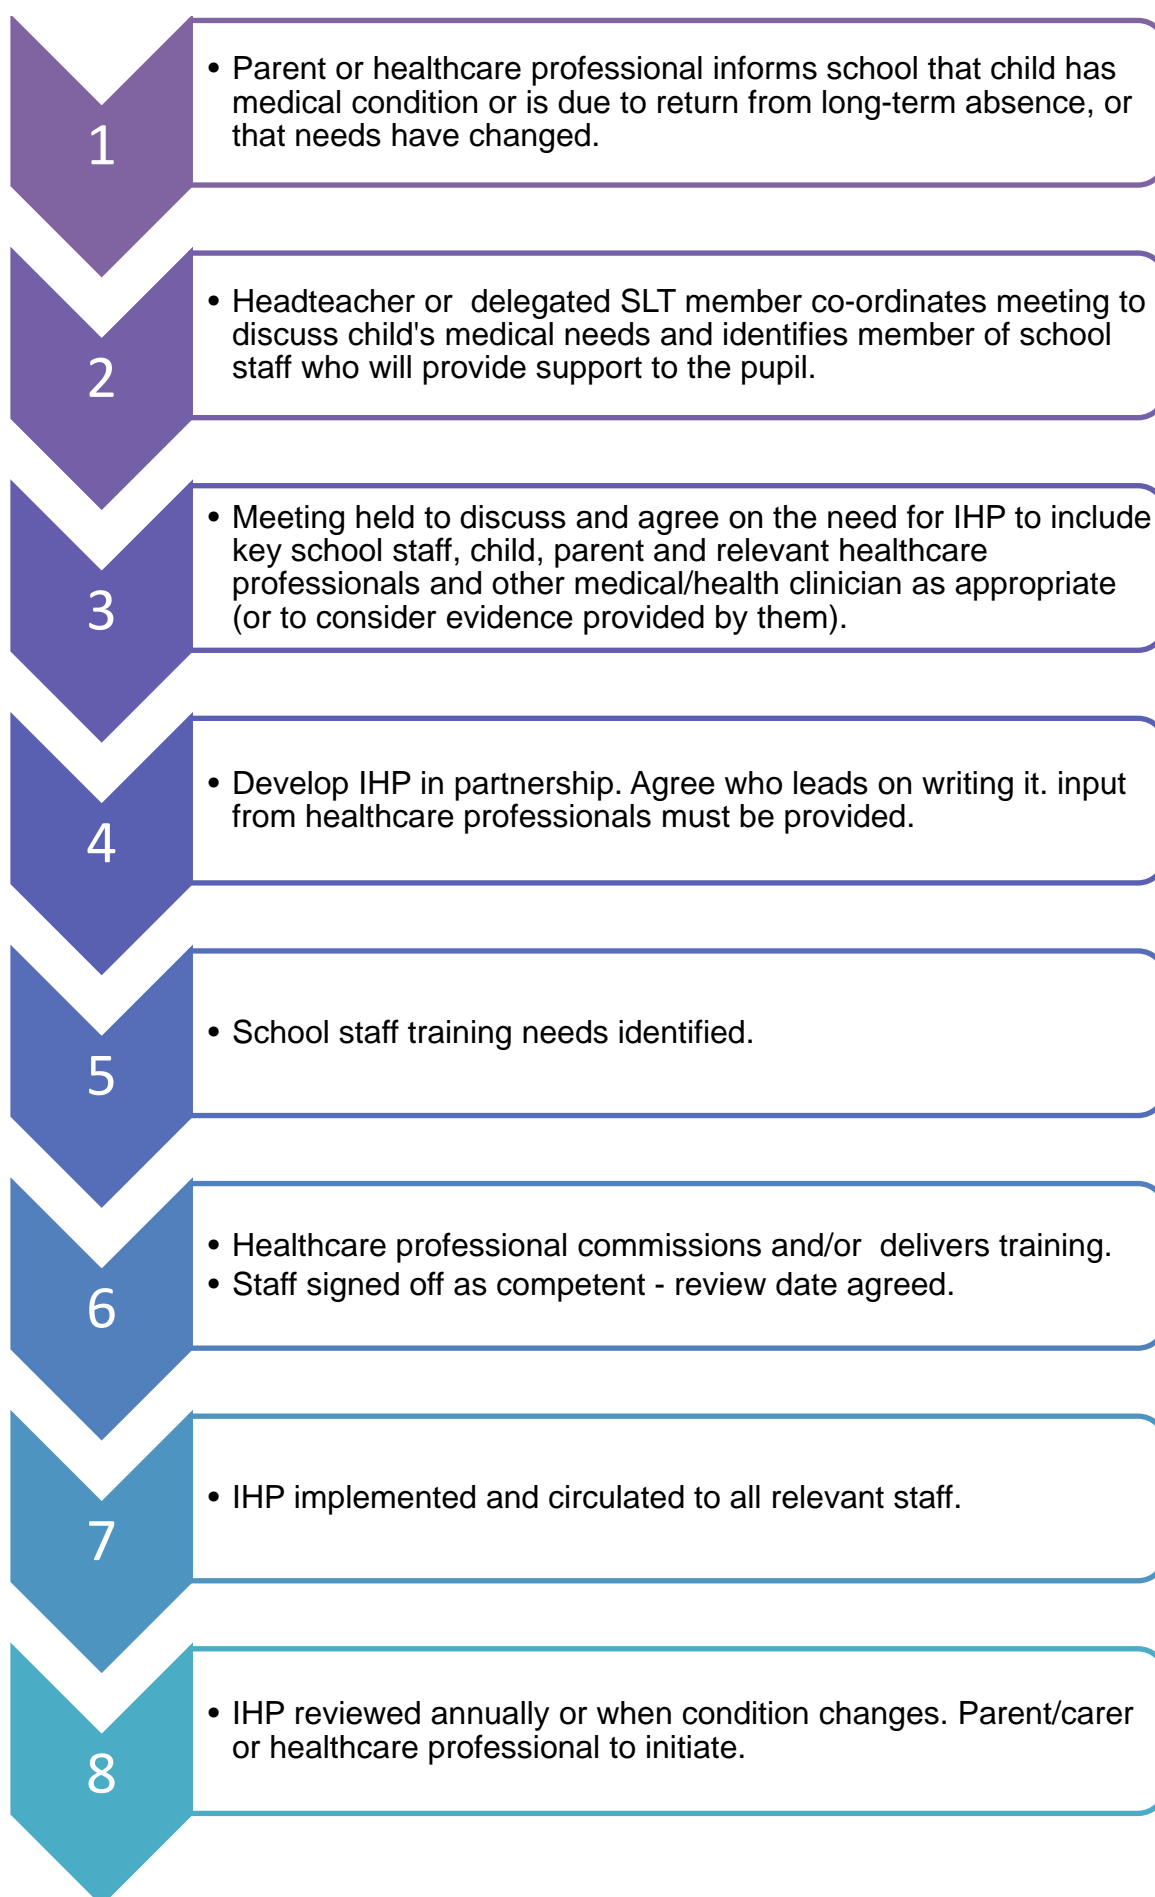 1
• Parent or healthcare professional informs school that child has
medical condition or is due to return from long-term absence, or
that needs have changed.
2
• Headteacher or  delegated SLT member co-ordinates meeting to
discuss child's medical needs and identifies member of school
staff who will provide support to the pupil.
3
• Meeting held to discuss and agree on the need for IHP to include
key school staff, child, parent and relevant healthcare
professionals and other medical/health clinician as appropriate
(or to consider evidence provided by them).
4
• Develop IHP in partnership. Agree who leads on writing it. input
from healthcare professionals must be provided.
5
• School staff training needs identified.
6
• Healthcare professional commissions and/or  delivers training.
• Staff signed off as competent - review date agreed.
7
• IHP implemented and circulated to all relevant staff.
8
• IHP reviewed annually or when condition changes. Parent/carer
or healthcare professional to initiate.